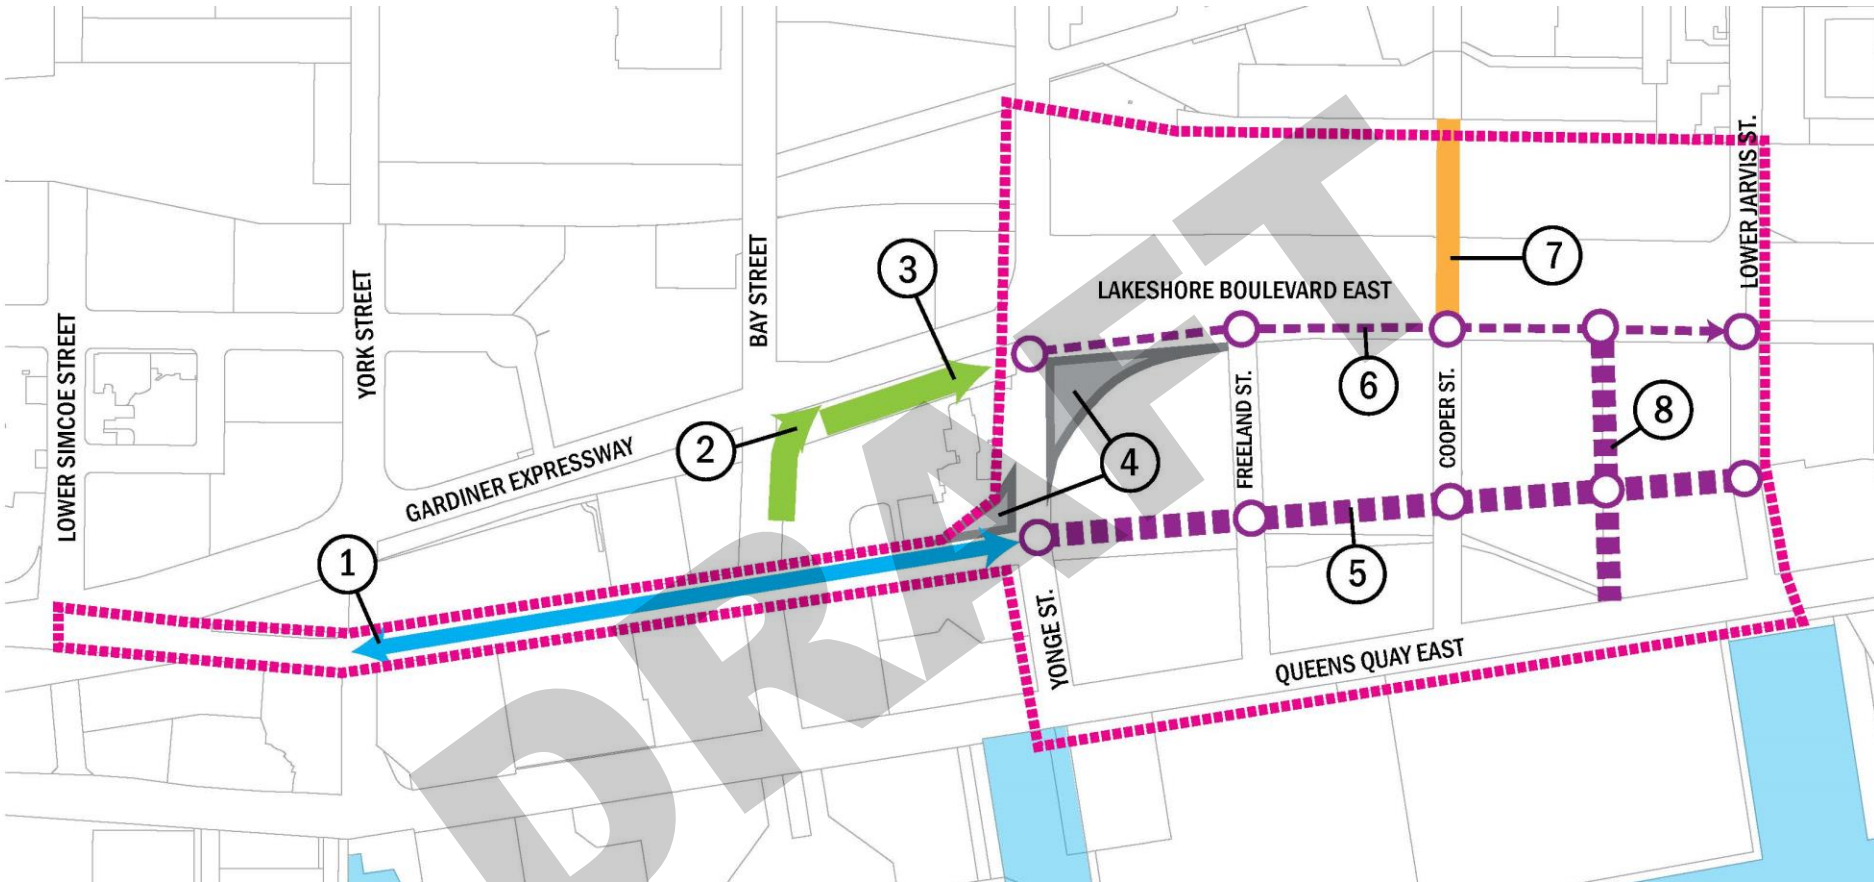 LOWER JARVIS ST.
BAY STREET
3
7
LAKESHORE BOULEVARD EAST
YORK STREET
LOWER SIMCOE STREET
6
8
FREELAND ST.
COOPER ST.
2
4
GARDINER EXPRESSWAY
1
5
YONGE ST.
QUEENS QUAY EAST
DRAFT